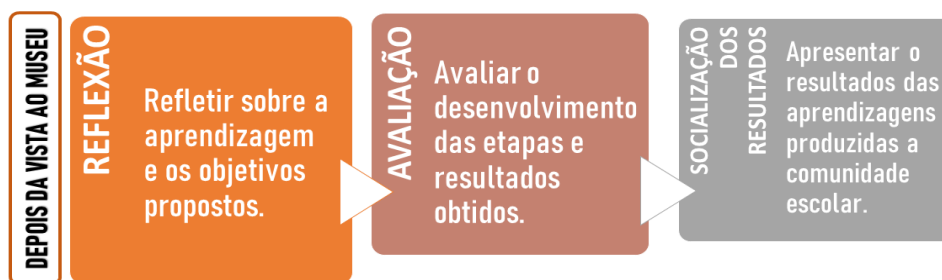 DEPOIS DA VISTA AO MUSEU
REFLEXÃO
Refletir sobre a
aprendizagem
e os objetivos
propostos.
AVALIAÇÃO
Avaliar o
desenvolvimento
das etapas e
resultados
obtidos.
SOCIALIZAÇÃO
DOS
RESULTADOS
Apresentar o
resultados das
aprendizagens
produzidas a
comunidade
escolar.